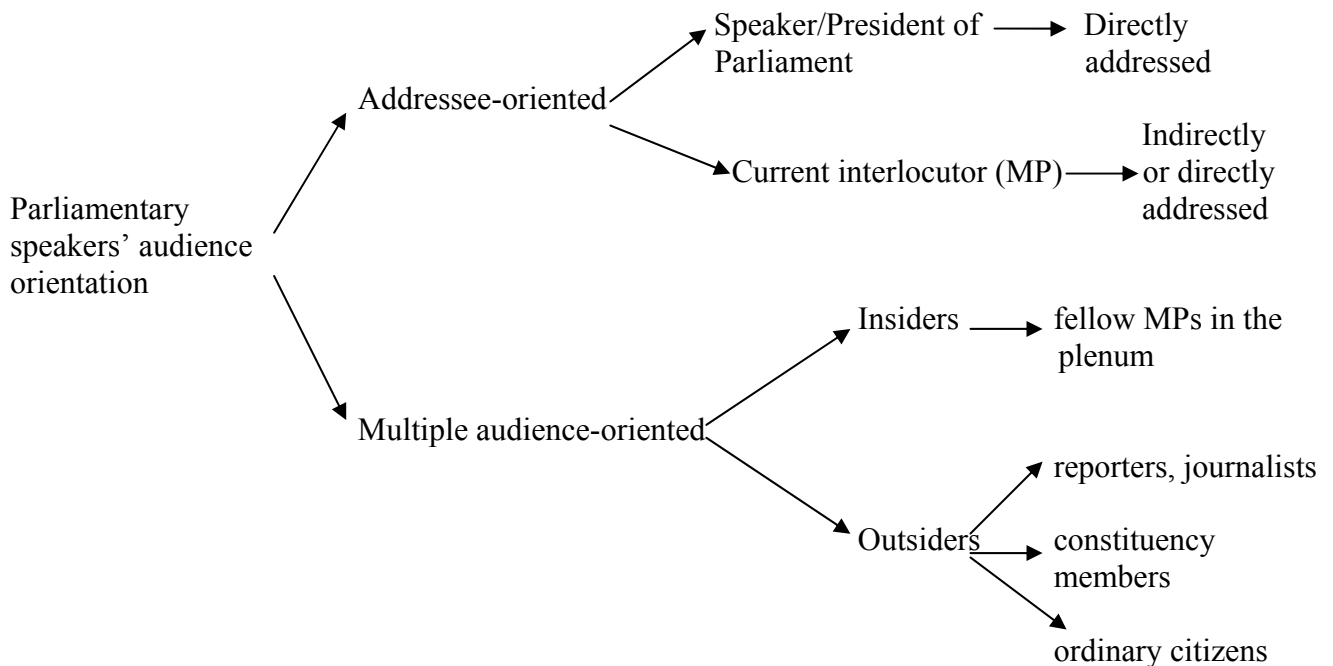 Speaker/President of
Parliament
Directly
addressed
Addressee-oriented
Current interlocutor (MP)
Indirectly
or directly
addressed
Parliamentary
speakers’ audience
orientation
Insiders
fellow MPs in the
plenum
Multiple audience-oriented
reporters, journalists
Outsiders
constituency
members
ordinary citizens